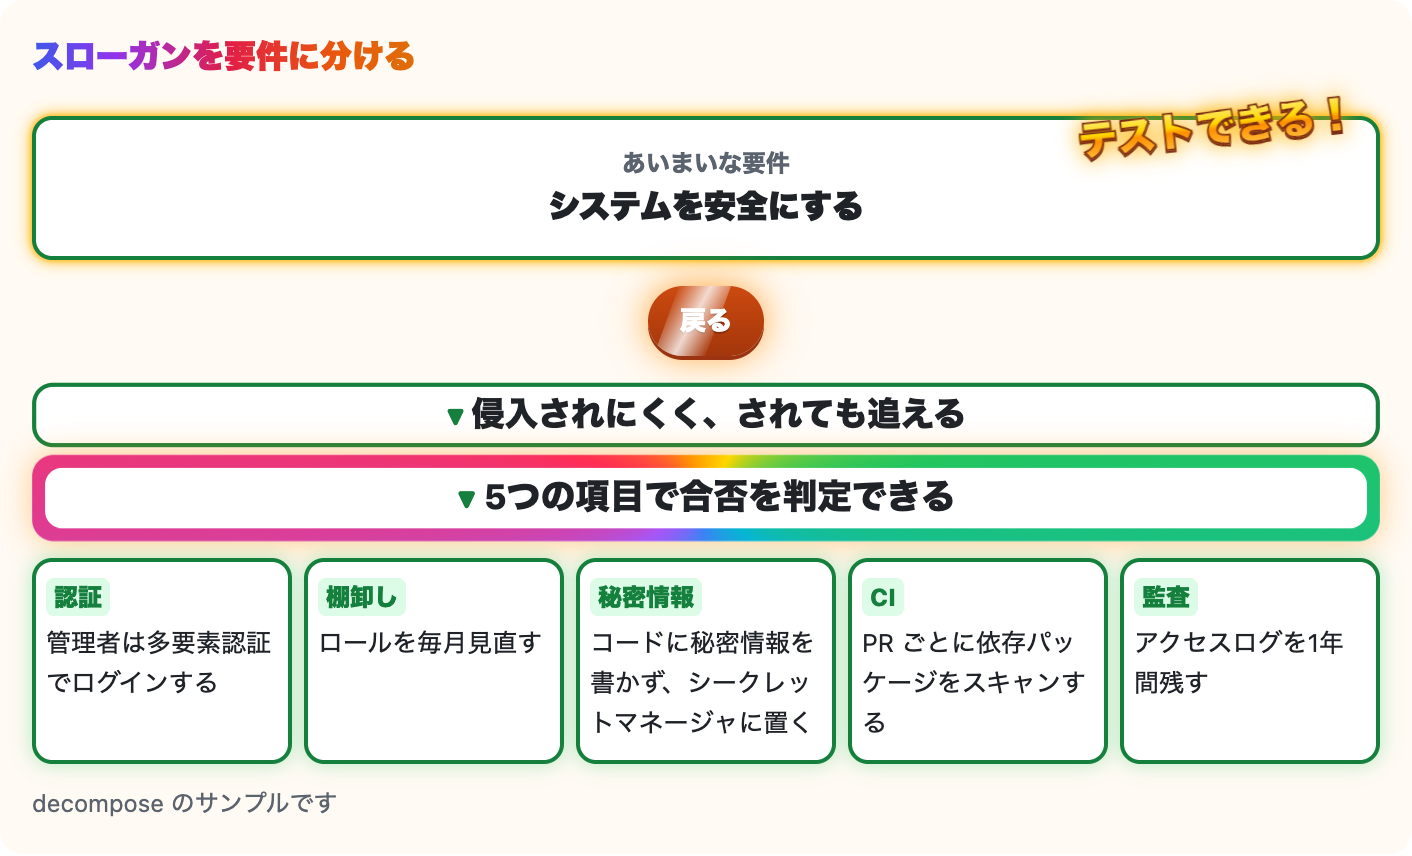 スローガンを要件に分ける
テストできる！
あいまいな要件
システムを安全にする
戻る
▼侵入されにくく、されても追える
▼5つの項目で合否を判定できる
認証
管理者は多要素認証
でログインする
棚卸し
ロールを毎月見直す
秘密情報
コードに秘密情報を
書かず、シークレッ
トマネージャに置く
CI
PR ごとに依存パッ
ケージをスキャンす
る
監査
アクセスログを1年
間残す
decompose のサンプルです